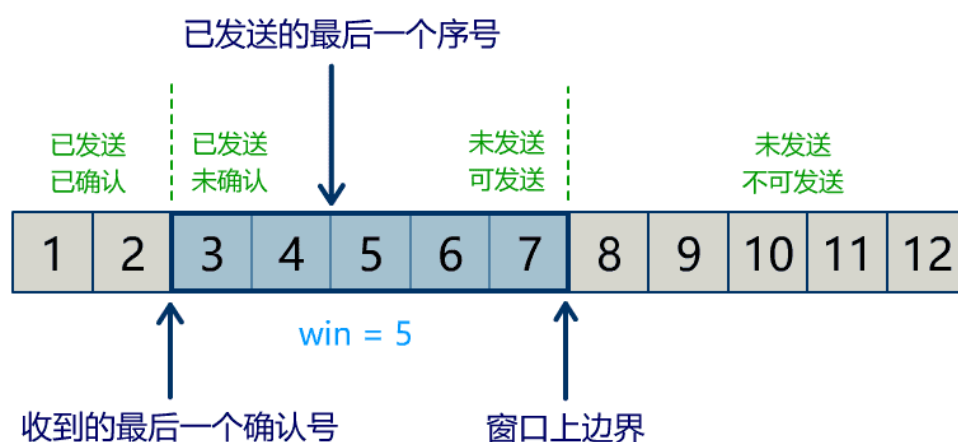 已发送的最后一个序号
已发送 已发送 未发送 未发送
已确认 未确认 可发送 不可发送
1 2 3 4 5 6 7 8 9 10 11 12
win = 5
收到的最后一个确认号 窗口上边界